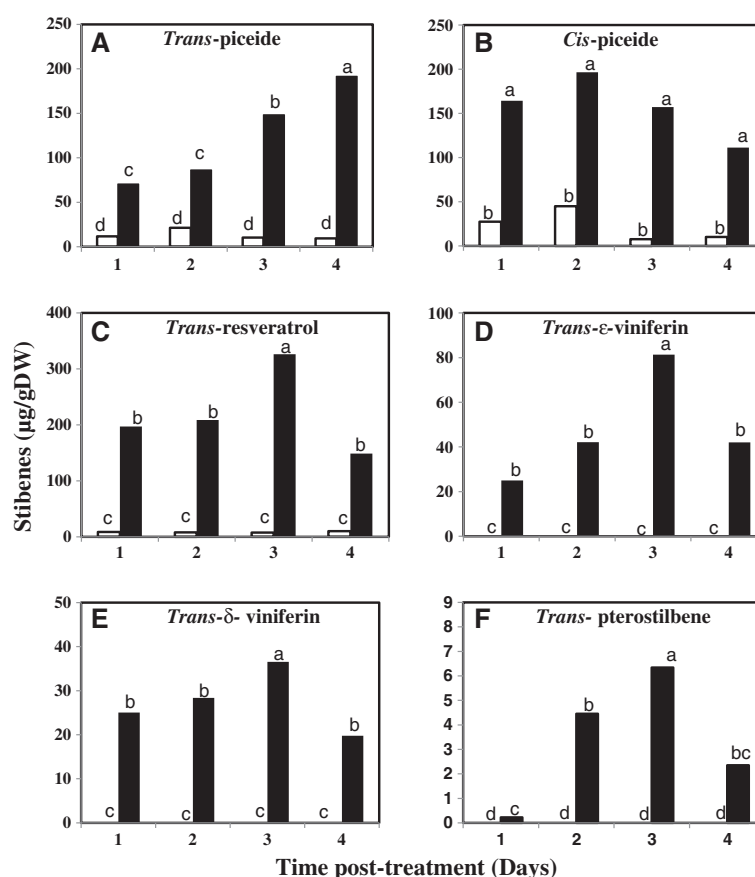 A
Trans-piceide
250
200
150
100
50
0
d c d c d b d a
1 2 3 4
B
Cis-piceide
250
200
150
100
50
0
b a b a b a b a
1 2 3 4
C
Trans-resveratrol
400
300
200
100
0
c b c b c a c b
1 2 3 4
D
Trans-ε-viniferin
100
80
60
40
20
0
c b c b c a c b
1 2 3 4
E
Trans-δ- viniferin
50
40
30
20
10
0
c b c b c a c b
1 2 3 4
F
Trans- pterostilbene
9
8
7
6
5
4
3
2
1
0
d c d b d a d bc
1 2 3 4
Stibenes (µg/gDW)
Time post-treatment (Days)